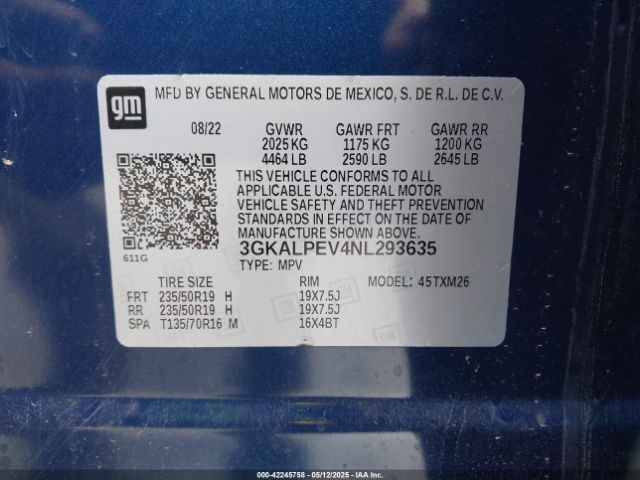 gm
MFD BY GENERAL MOTORS DE MEXICO, S. DE R.L. DE C.V.
08/22 GVWR GAWR FRT GAWR RR
2025 KG 1175 KG 1200 KG
4464 LB 2590 LB 2645 LB
THIS VEHICLE CONFORMS TO ALL
APPLICABLE U.S. FEDERAL MOTOR
VEHICLE SAFETY AND THEFT PREVENTION
STANDARDS IN EFFECT ON THE DATE OF
MANUFACTURE SHOWN ABOVE.
3GKALPEV4NL293635
611G
TYPE: MPV
TIRE SIZE RIM MODEL: 45TXM26
FRT 235/50R19 H 19X7.5J
RR 235/50R19 H 19X7.5J
SPA T135/70R16 M 16X4BT
000-42245758 - 05/12/2025 - IAAI.COM